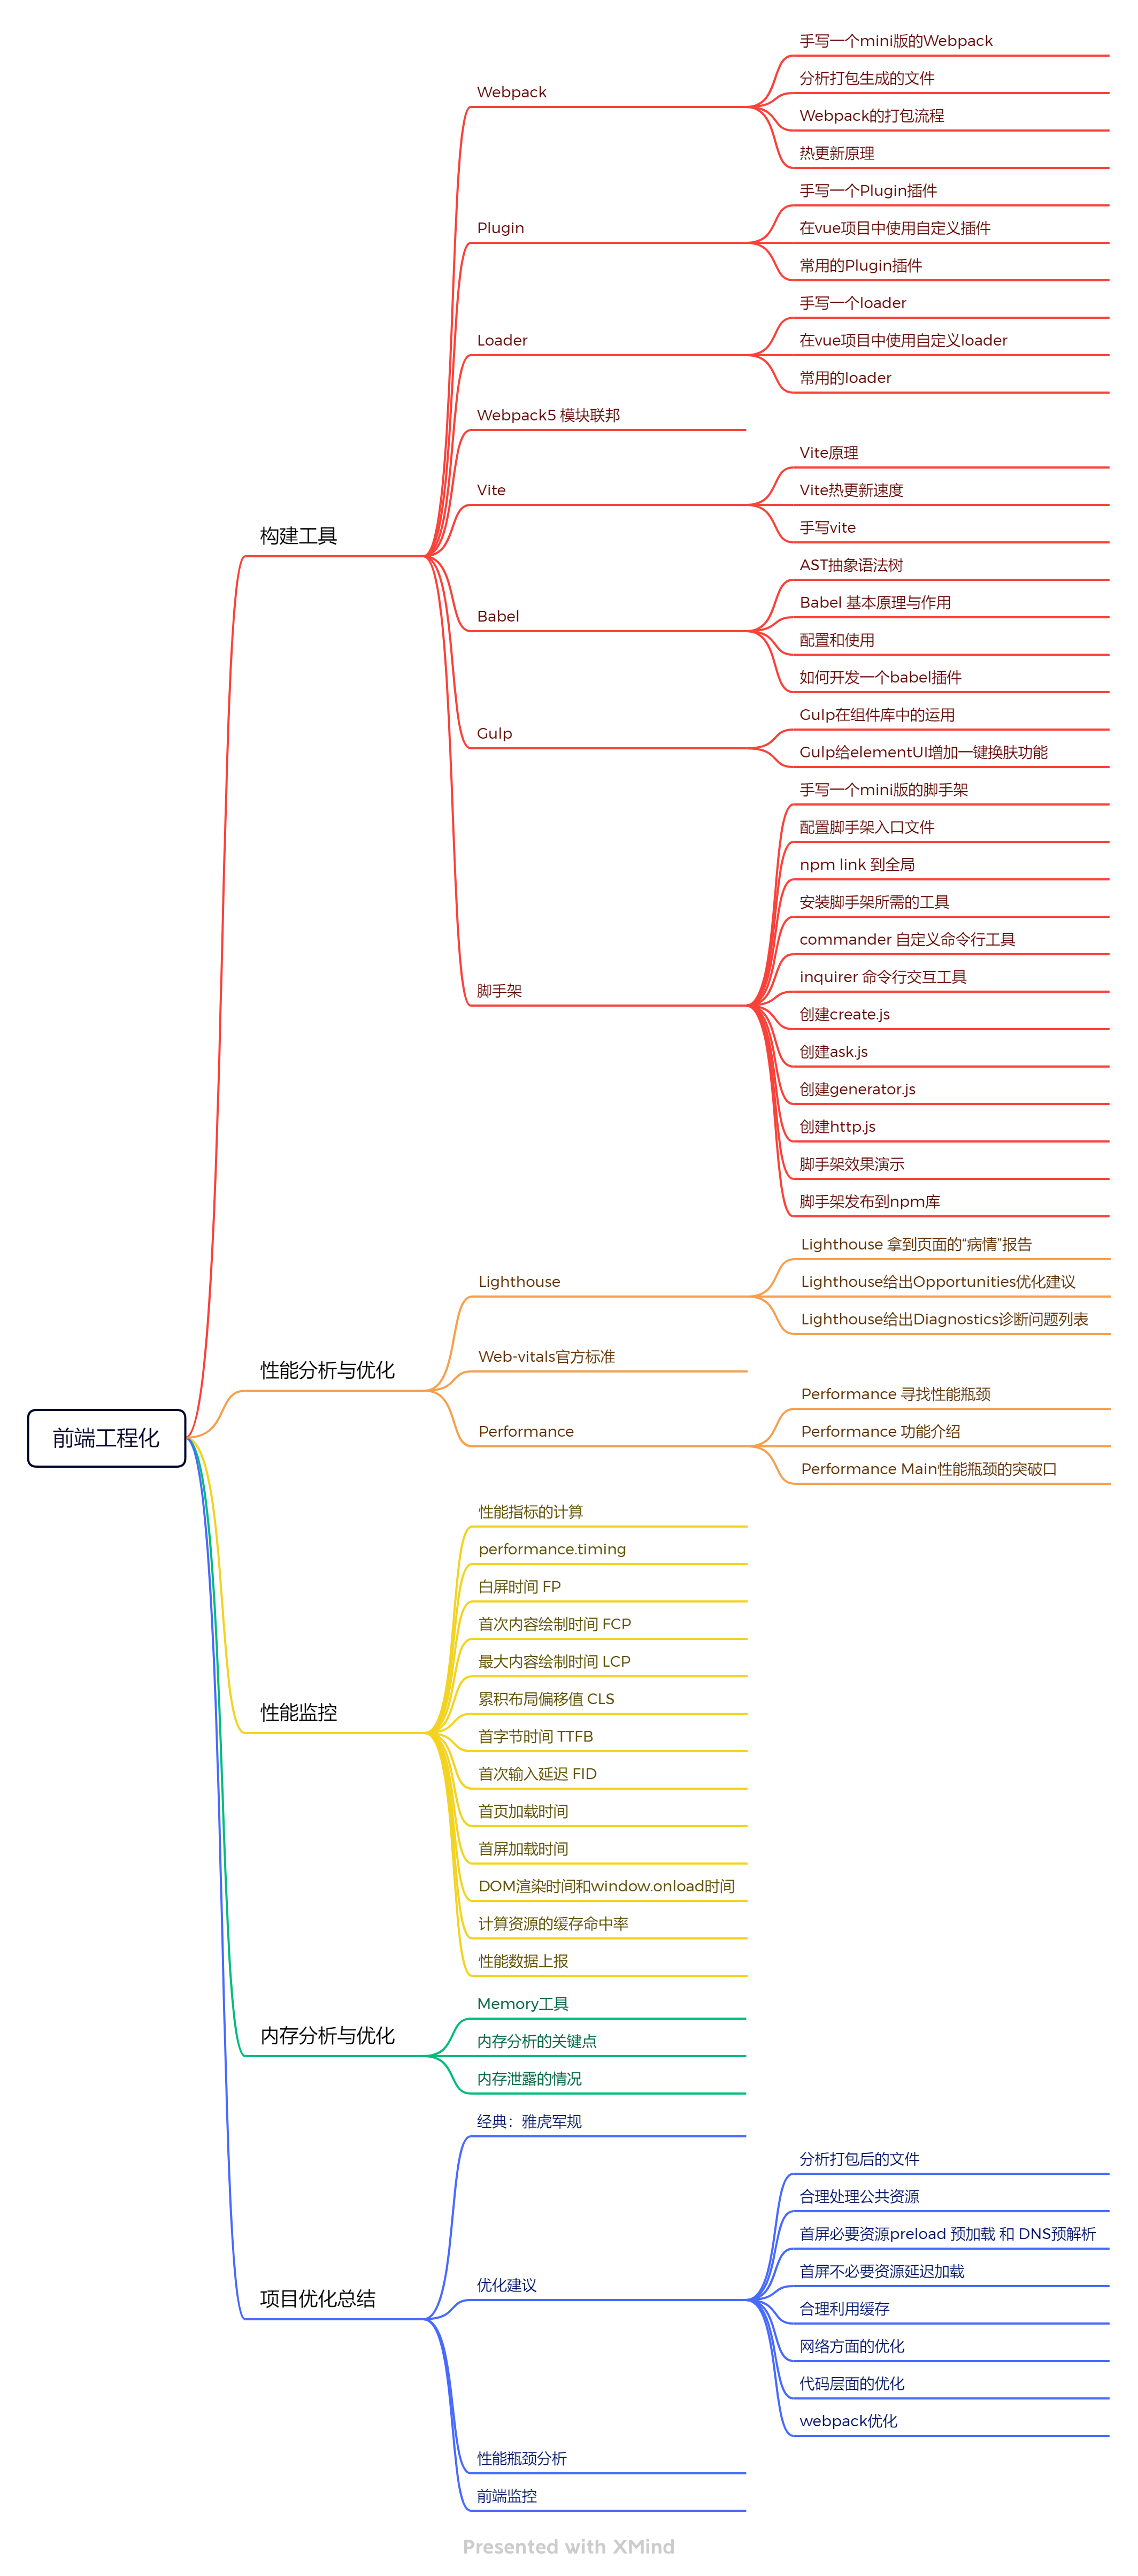 前端工程化
构建工具
Webpack
手写一个mini版的Webpack
分析打包生成的文件
Webpack的打包流程
热更新原理
Plugin
手写一个Plugin插件
在vue项目中使用自定义插件
常用的Plugin插件
Loader
手写一个loader
在vue项目中使用自定义loader
常用的loader
Webpack5 模块联邦
Vite
Vite原理
Vite热更新速度
手写vite
Babel
AST抽象语法树
Babel 基本原理与作用
配置和使用
如何开发一个babel插件
Gulp
Gulp在组件库中的运用
Gulp给elementUI增加一键换肤功能
脚手架
手写一个mini版的脚手架
配置脚手架入口文件
npm link 到全局
安装脚手架所需的工具
commander 自定义命令行工具
inquirer 命令行交互工具
创建create.js
创建ask.js
创建generator.js
创建http.js
脚手架效果演示
脚手架发布到npm库
性能分析与优化
Lighthouse
Lighthouse 拿到页面的“病情”报告
Lighthouse给出Opportunities优化建议
Lighthouse给出Diagnostics诊断问题列表
Web-vitals官方标准
Performance
Performance 寻找性能瓶颈
Performance 功能介绍
Performance Main性能瓶颈的突破口
性能监控
性能指标的计算
performance.timing
白屏时间 FP
首次内容绘制时间 FCP
最大内容绘制时间 LCP
累积布局偏移值 CLS
首字节时间 TTFB
首次输入延迟 FID
首页加载时间
首屏加载时间
DOM渲染时间和window.onload时间
计算资源的缓存命中率
性能数据上报
内存分析与优化
Memory工具
内存分析的关键点
内存泄露的情况
项目优化总结
经典：雅虎军规
优化建议
分析打包后的文件
合理处理公共资源
首屏必要资源preload 预加载 和 DNS预解析
首屏不必要资源延迟加载
合理利用缓存
网络方面的优化
代码层面的优化
webpack优化
性能瓶颈分析
前端监控
Presented with XMind